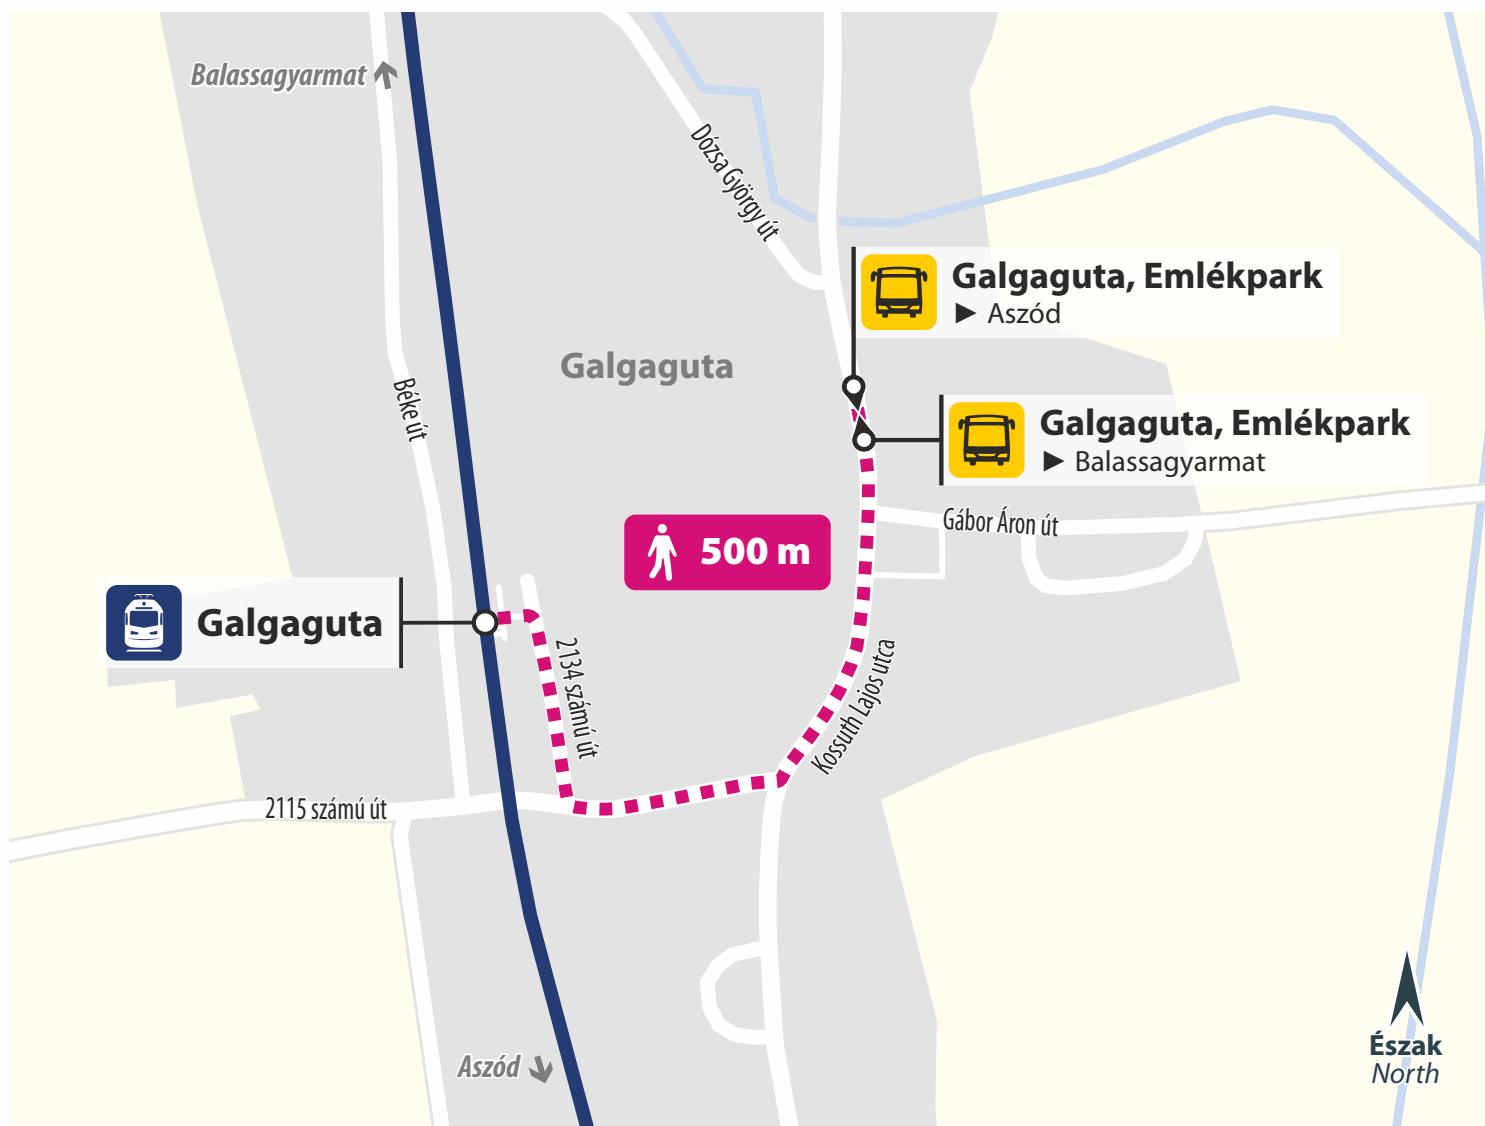 Balassagyarmat
Dózsa György út
Galgaguta, Emlékpark
► Aszód
Galgaguta
Béke út
Galgaguta, Emlékpark
► Balassagyarmat
Gábor Áron út
500 m
Galgaguta
2134 számú út
Kossuth Lajos utca
2115 számú út
Aszód
Észak
North